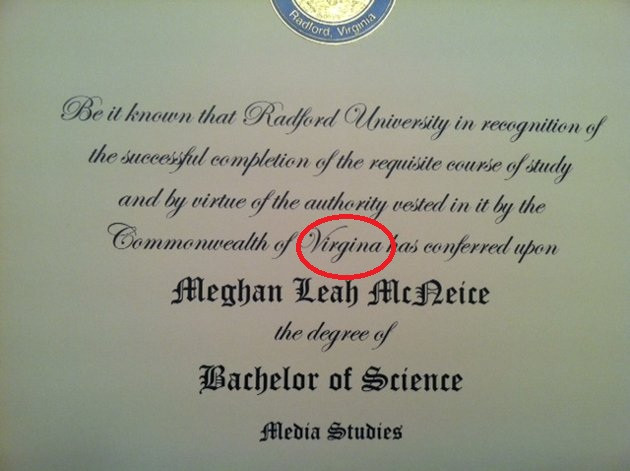 Radford, Virginia
Be it known that Radford University in recognition of
the successful completion of the requisite course of study
and by virtue of the authority vested in it by the
Commonwealth of Virgina has conferred upon
Meghan Leah McNeice
the degree of
Bachelor of Science
Media Studies